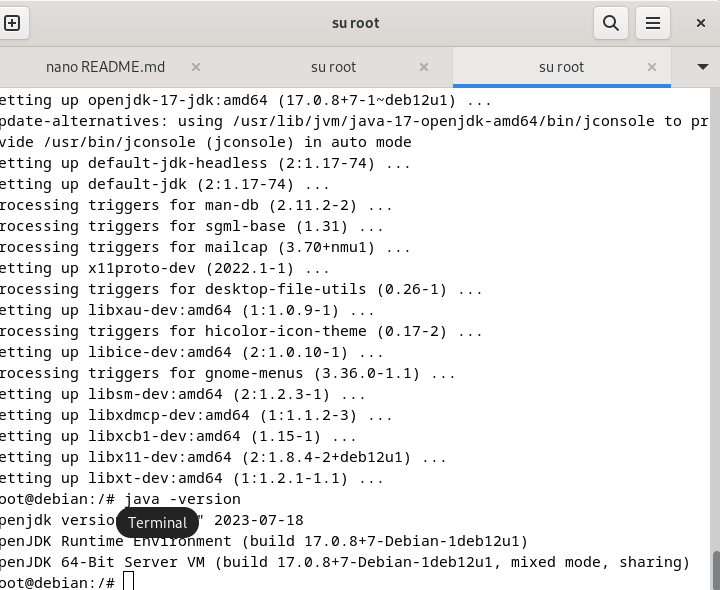 su root
nano README.md
su root
su root
etting up openjdk-17-jdk:amd64 (17.0.8+7-1~deb12u1) ...
pdate-alternatives: using /usr/lib/jvm/java-17-openjdk-amd64/bin/jconsole to pr
vide /usr/bin/jconsole (jconsole) in auto mode
etting up default-jdk-headless (2:1.17-74) ...
etting up default-jdk (2:1.17-74) ...
rocessing triggers for man-db (2.11.2-2) ...
rocessing triggers for sgml-base (1.31) ...
rocessing triggers for mailcap (3.70+nmu1) ...
etting up x11proto-dev (2022.1-1) ...
rocessing triggers for desktop-file-utils (0.26-1) ...
etting up libxau-dev:amd64 (1:1.0.9-1) ...
rocessing triggers for hicolor-icon-theme (0.17-2) ...
etting up libice-dev:amd64 (2:1.0.10-1) ...
rocessing triggers for gnome-menus (3.36.0-1.1) ...
etting up libsm-dev:amd64 (2:1.2.3-1) ...
etting up libxdmcp-dev:amd64 (1:1.1.2-3) ...
etting up libxcb1-dev:amd64 (1.15-1) ...
etting up libx11-dev:amd64 (2:1.8.4-2+deb12u1) ...
etting up libxt-dev:amd64 (1:1.2.1-1.1) ...
oot@debian:/# java -version
penjdk versio " 2023-07-18
Terminal
penJDK Runtime Environment (build 17.0.8+7-Debian-1deb12u1)
penJDK 64-Bit Server VM (build 17.0.8+7-Debian-1deb12u1, mixed mode, sharing)
oot@debian:/#